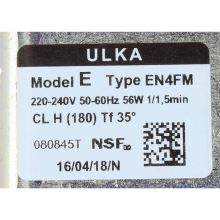 ULKA
Model E Type EN4FM
220-240V 50-60Hz 56W 1/1,5min
CL H (180) Tf 35°
080845T NSF
16/04/18/N